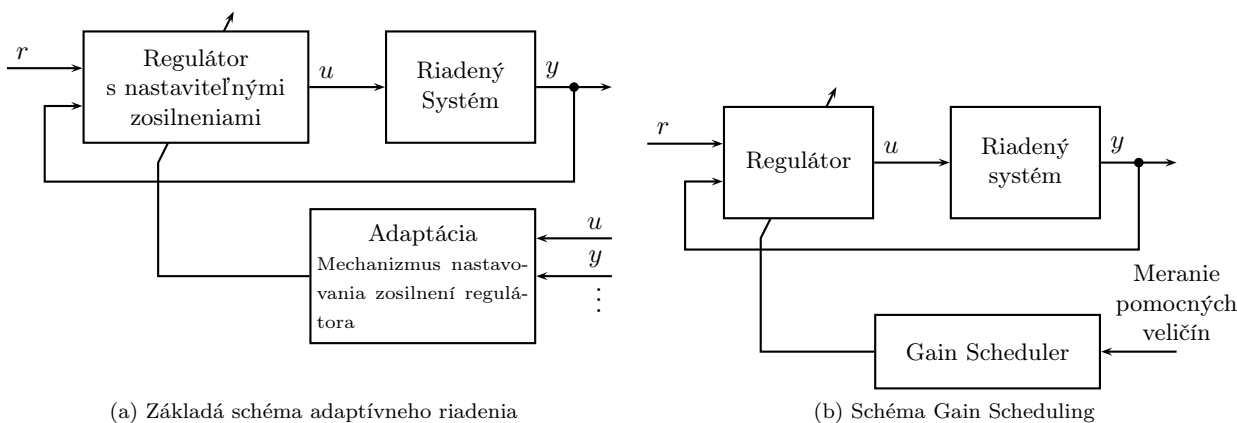 r
Regulátor
s nastaviteľnými
zosilneniami
u
Riadený
Systém
y
Adaptácia
Mechanizmus nastavo-
vania zosilnení regulá-
tora
u
y
⋮
(a) Základá schéma adaptívneho riadenia
r
Regulátor
u
Riadený
systém
y
Gain Scheduler
Meranie
pomocných
veličín
(b) Schéma Gain Scheduling